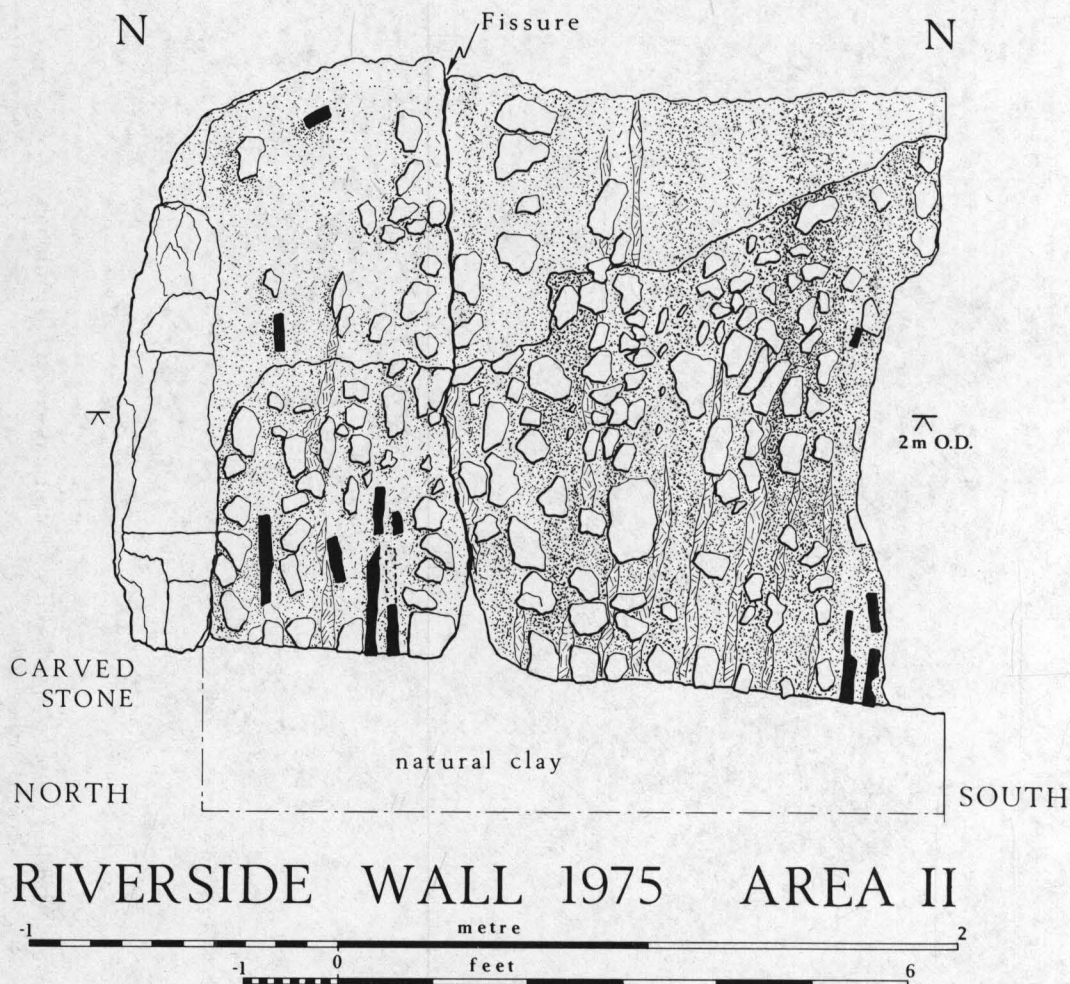 N
N
Fissure
2m O.D.
CARVED
STONE
natural clay
NORTH
SOUTH
RIVERSIDE WALL 1975 AREA II
-1
metre
2
-1
0
feet
6